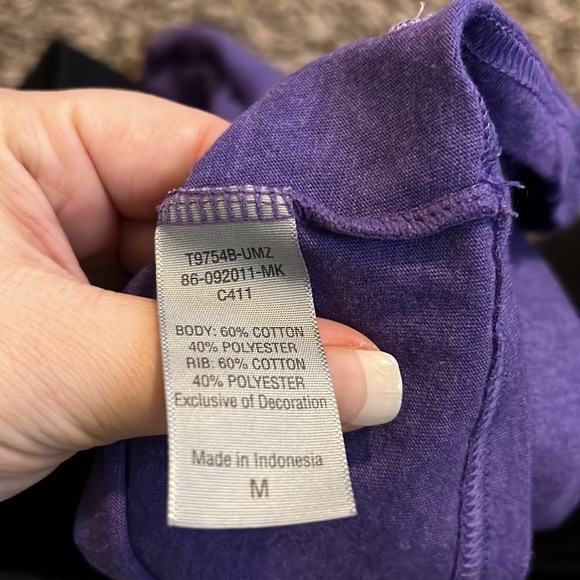 T9754B-UMZ
86-092011-MK
C411
BODY: 60% COTTON
40% POLYESTER
RIB: 60% COTTON
40% POLYESTER
Exclusive of Decoration
Made in Indonesia
M